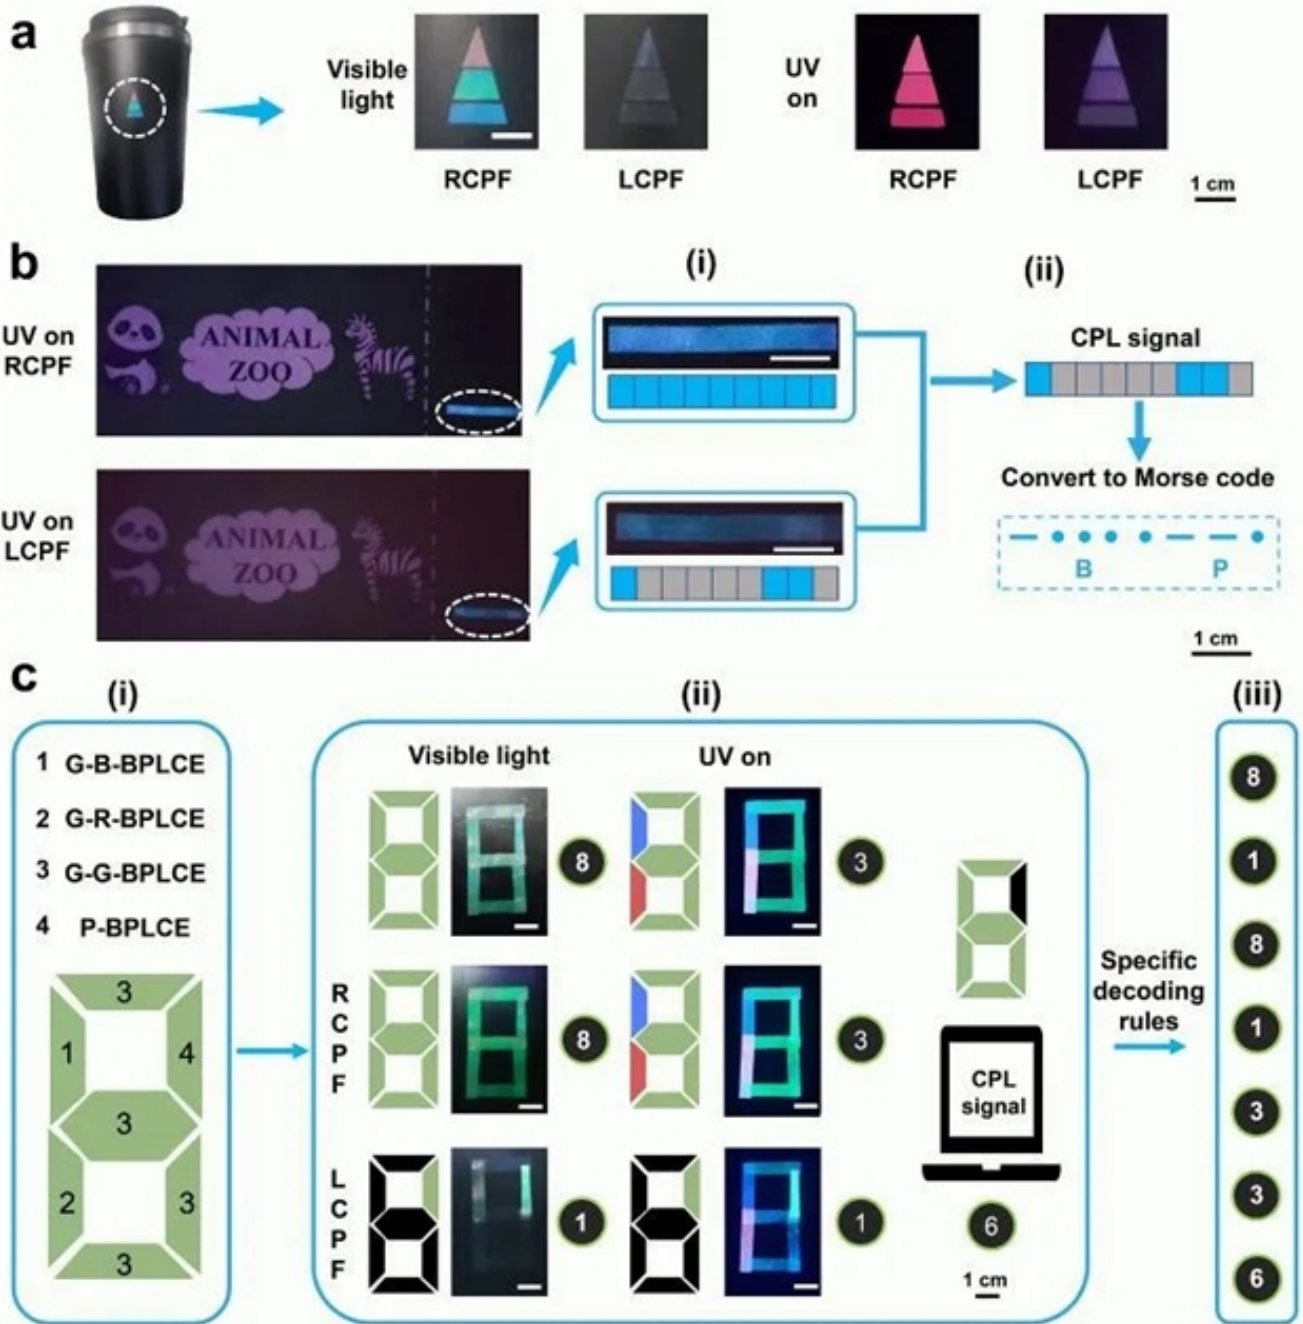 a
Visible
light
RCPF
LCPF
UV
on
RCPF
LCPF
1 cm
b
UV on
RCPF
ANIMAL
ZOO
UV on
LCPF
ANIMAL
ZOO
(i)
(ii)
CPL signal
Convert to Morse code
B
P
1 cm
c
(i)
1 G-B-BPLCE
2 G-R-BPLCE
3 G-G-BPLCE
4 P-BPLCE
3
1
4
3
2
3
3
(ii)
Visible light
UV on
8
3
R
C
P
F
8
3
L
C
P
F
1
1
CPL
signal
6
1 cm
Specific
decoding
rules
(iii)
8
1
8
1
3
3
6